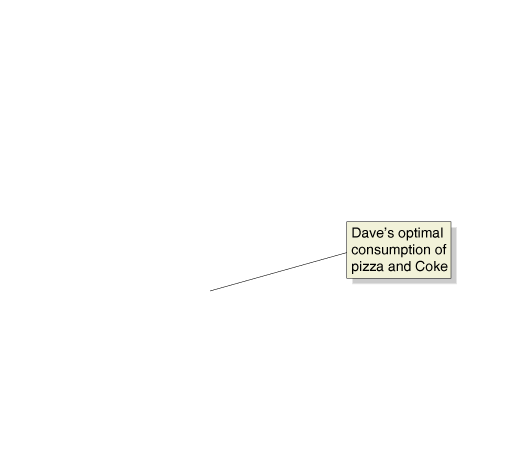 Dave’s optimal
consumption of
pizza and Coke